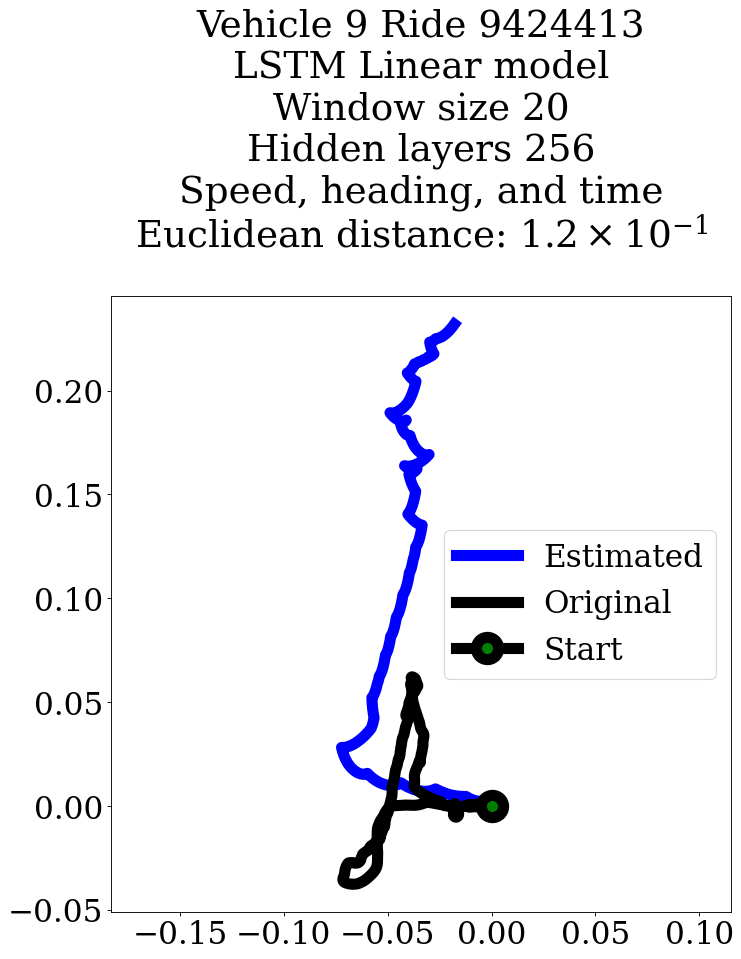 Vehicle 9 Ride 9424413
LSTM Linear model
Window size 20
Hidden layers 256
Speed, heading, and time
Euclidean distance: 1.2 × 10⁻¹
0.20
0.15
0.10
0.05
0.00
−0.05
Estimated
Original
Start
−0.15 −0.10 −0.05 0.00 0.05 0.10